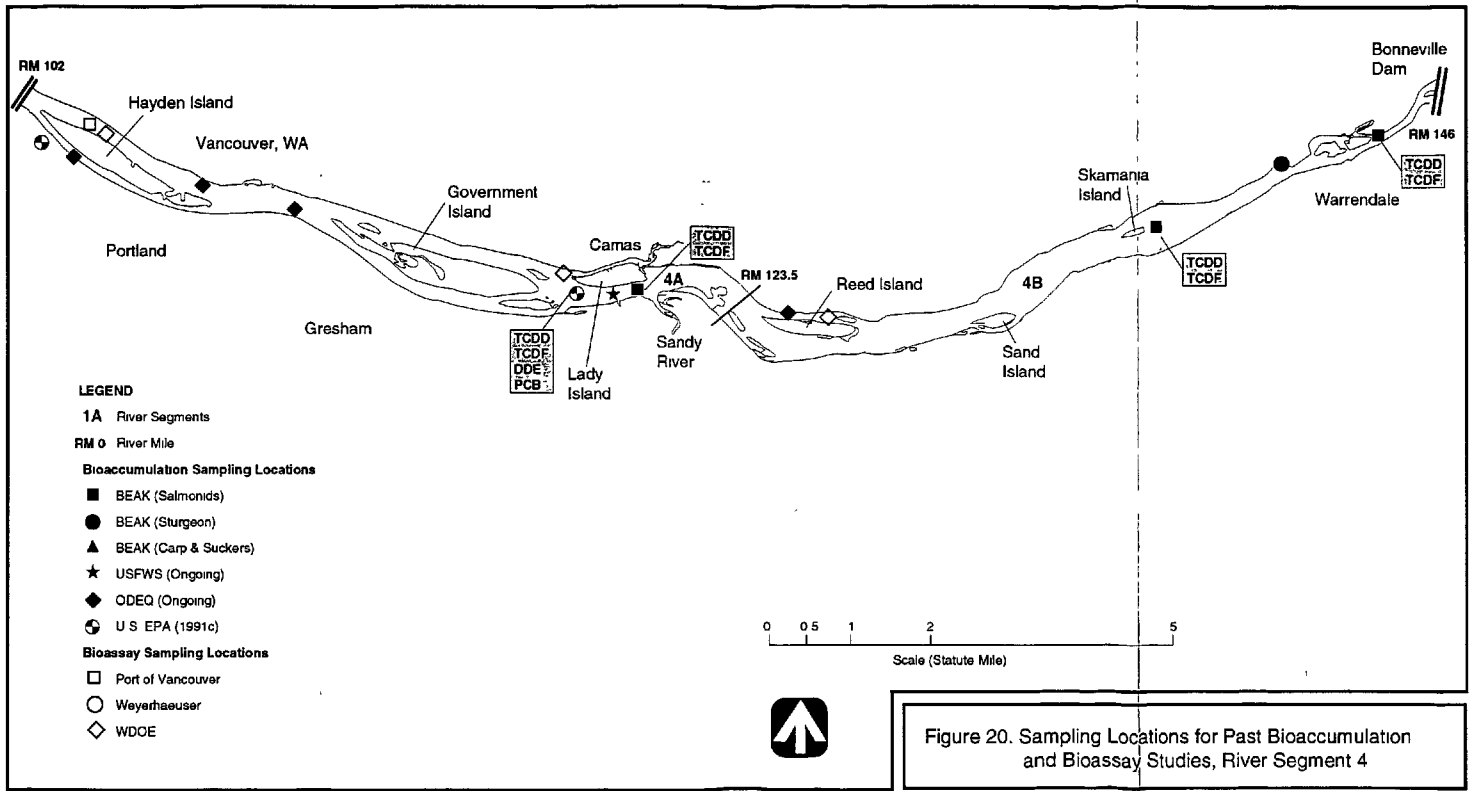 Bonneville
Dam
RM 102
Hayden Island
Vancouver, WA
RM 146
TCDD
TCDF
Warrendale
Skamania
Island
Government
Island
Portland
Camas
TCDD
TCDF
4A
RM 123.5
Reed Island
4B
TCDD
TCDF
Gresham
TCDD
TCDF
DDE
PCB
Lady
Island
Sandy
River
Sand
Island
LEGEND
1A River Segments
RM 0 River Mile
Bioaccumulation Sampling Locations
BEAK (Salmonids)
BEAK (Sturgeon)
BEAK (Carp & Suckers)
USFWS (Ongoing)
ODEQ (Ongoing)
U S EPA (1991c)
Bioassay Sampling Locations
Port of Vancouver
Weyerhaeuser
WDOE
0 0 5 1 2 5
Scale (Statute Mile)
Figure 20. Sampling Locations for Past Bioaccumulation
and Bioassay Studies, River Segment 4